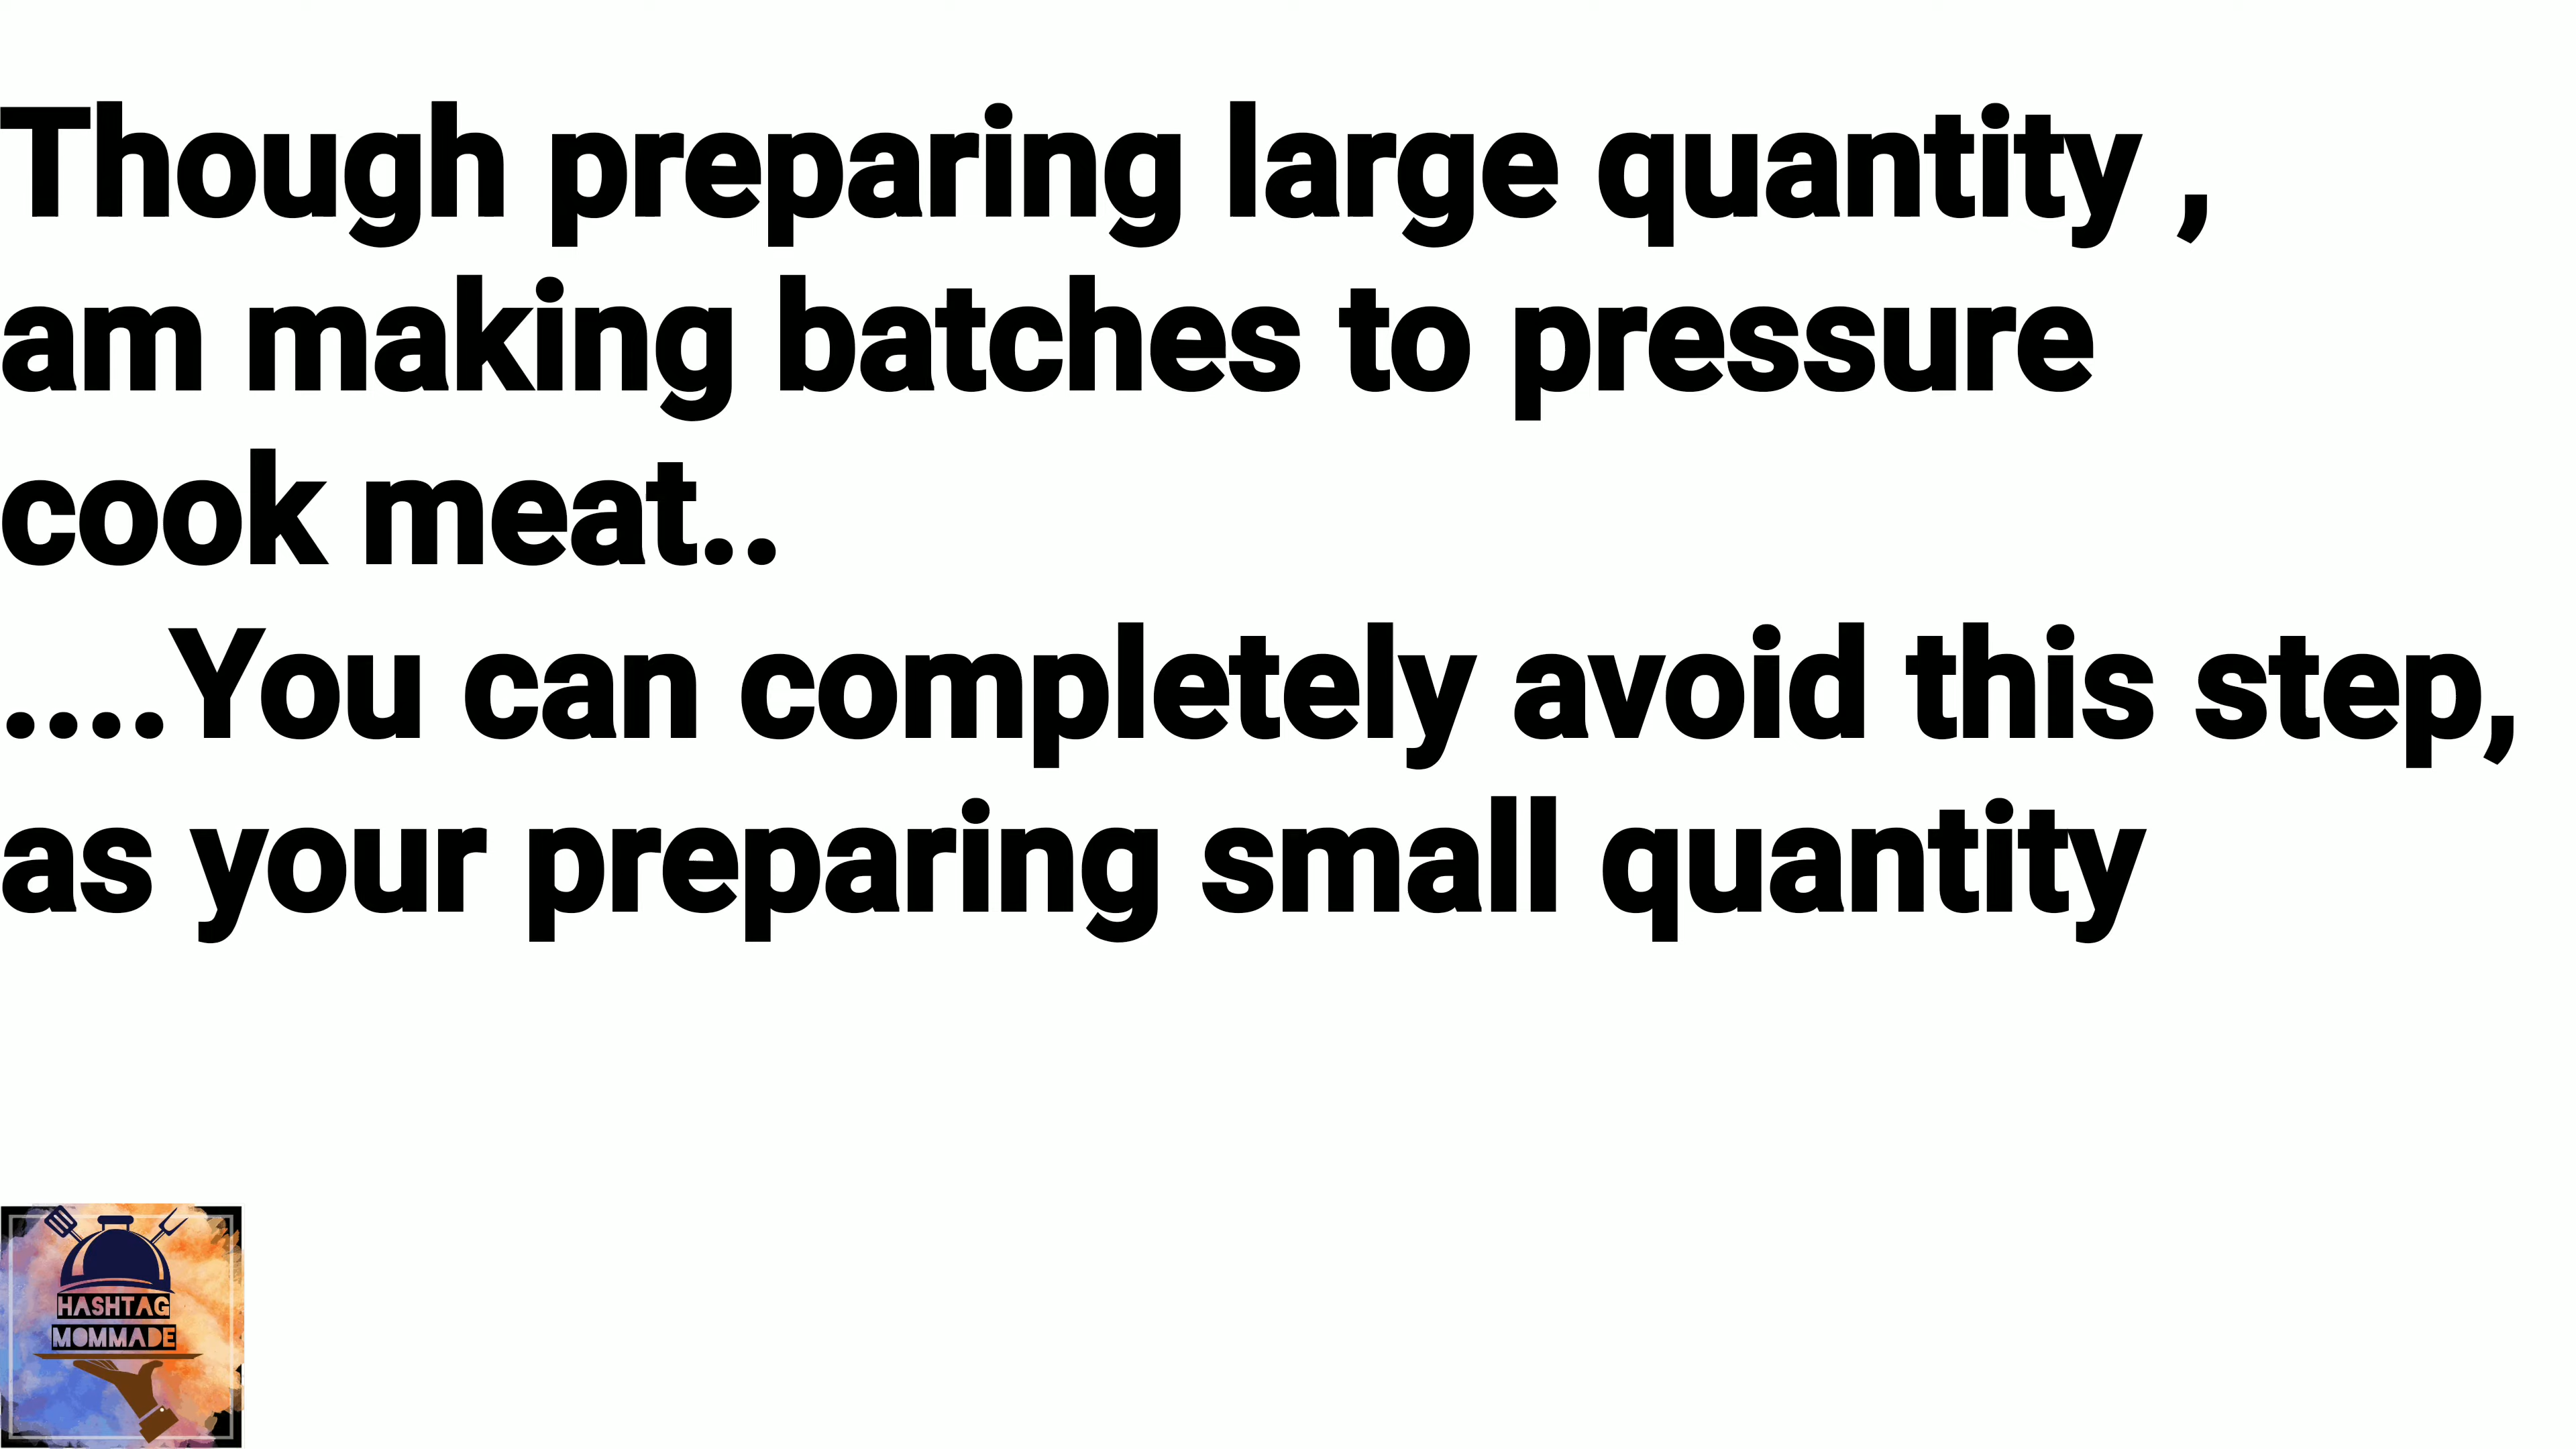 Though preparing large quantity ,
am making batches to pressure
cook meat..
....You can completely avoid this step,
as your preparing small quantity
HASHTAG
MOMMADE